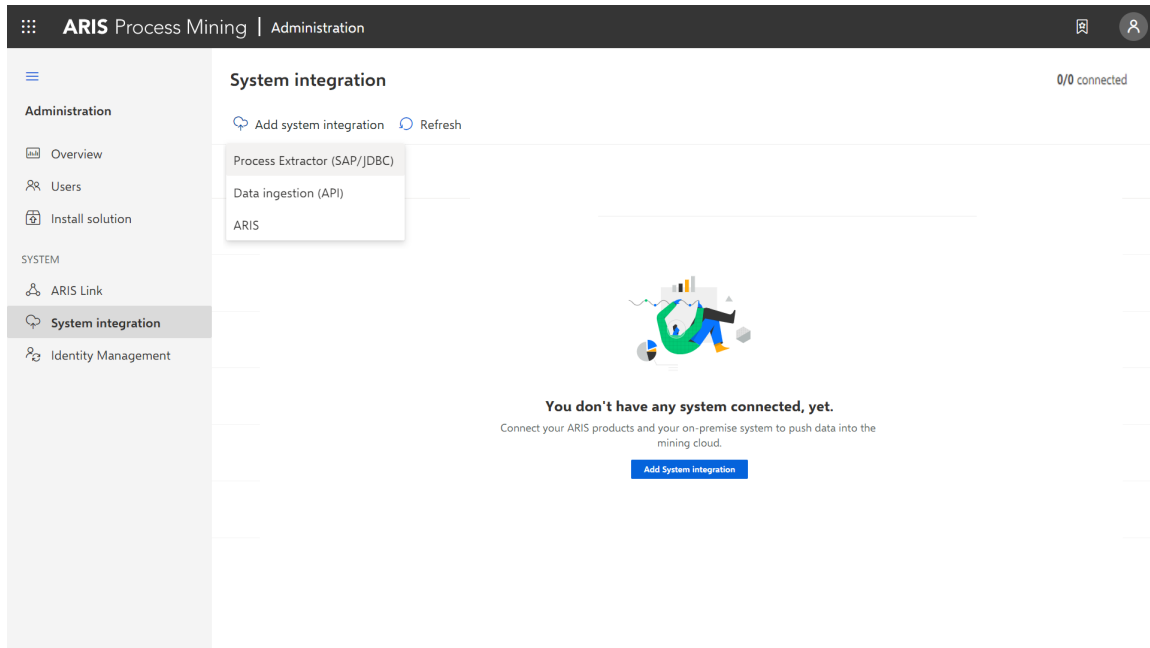 ARIS Process Mining | Administration
System integration
0/0 connected
Administration
Add system integration
Refresh
Overview
Users
Install solution
Process Extractor (SAP/JDBC)
Data ingestion (API)
ARIS
SYSTEM
ARIS Link
System integration
Identity Management
You don't have any system connected, yet.
Connect your ARIS products and your on-premise system to push data into the
mining cloud.
Add System integration